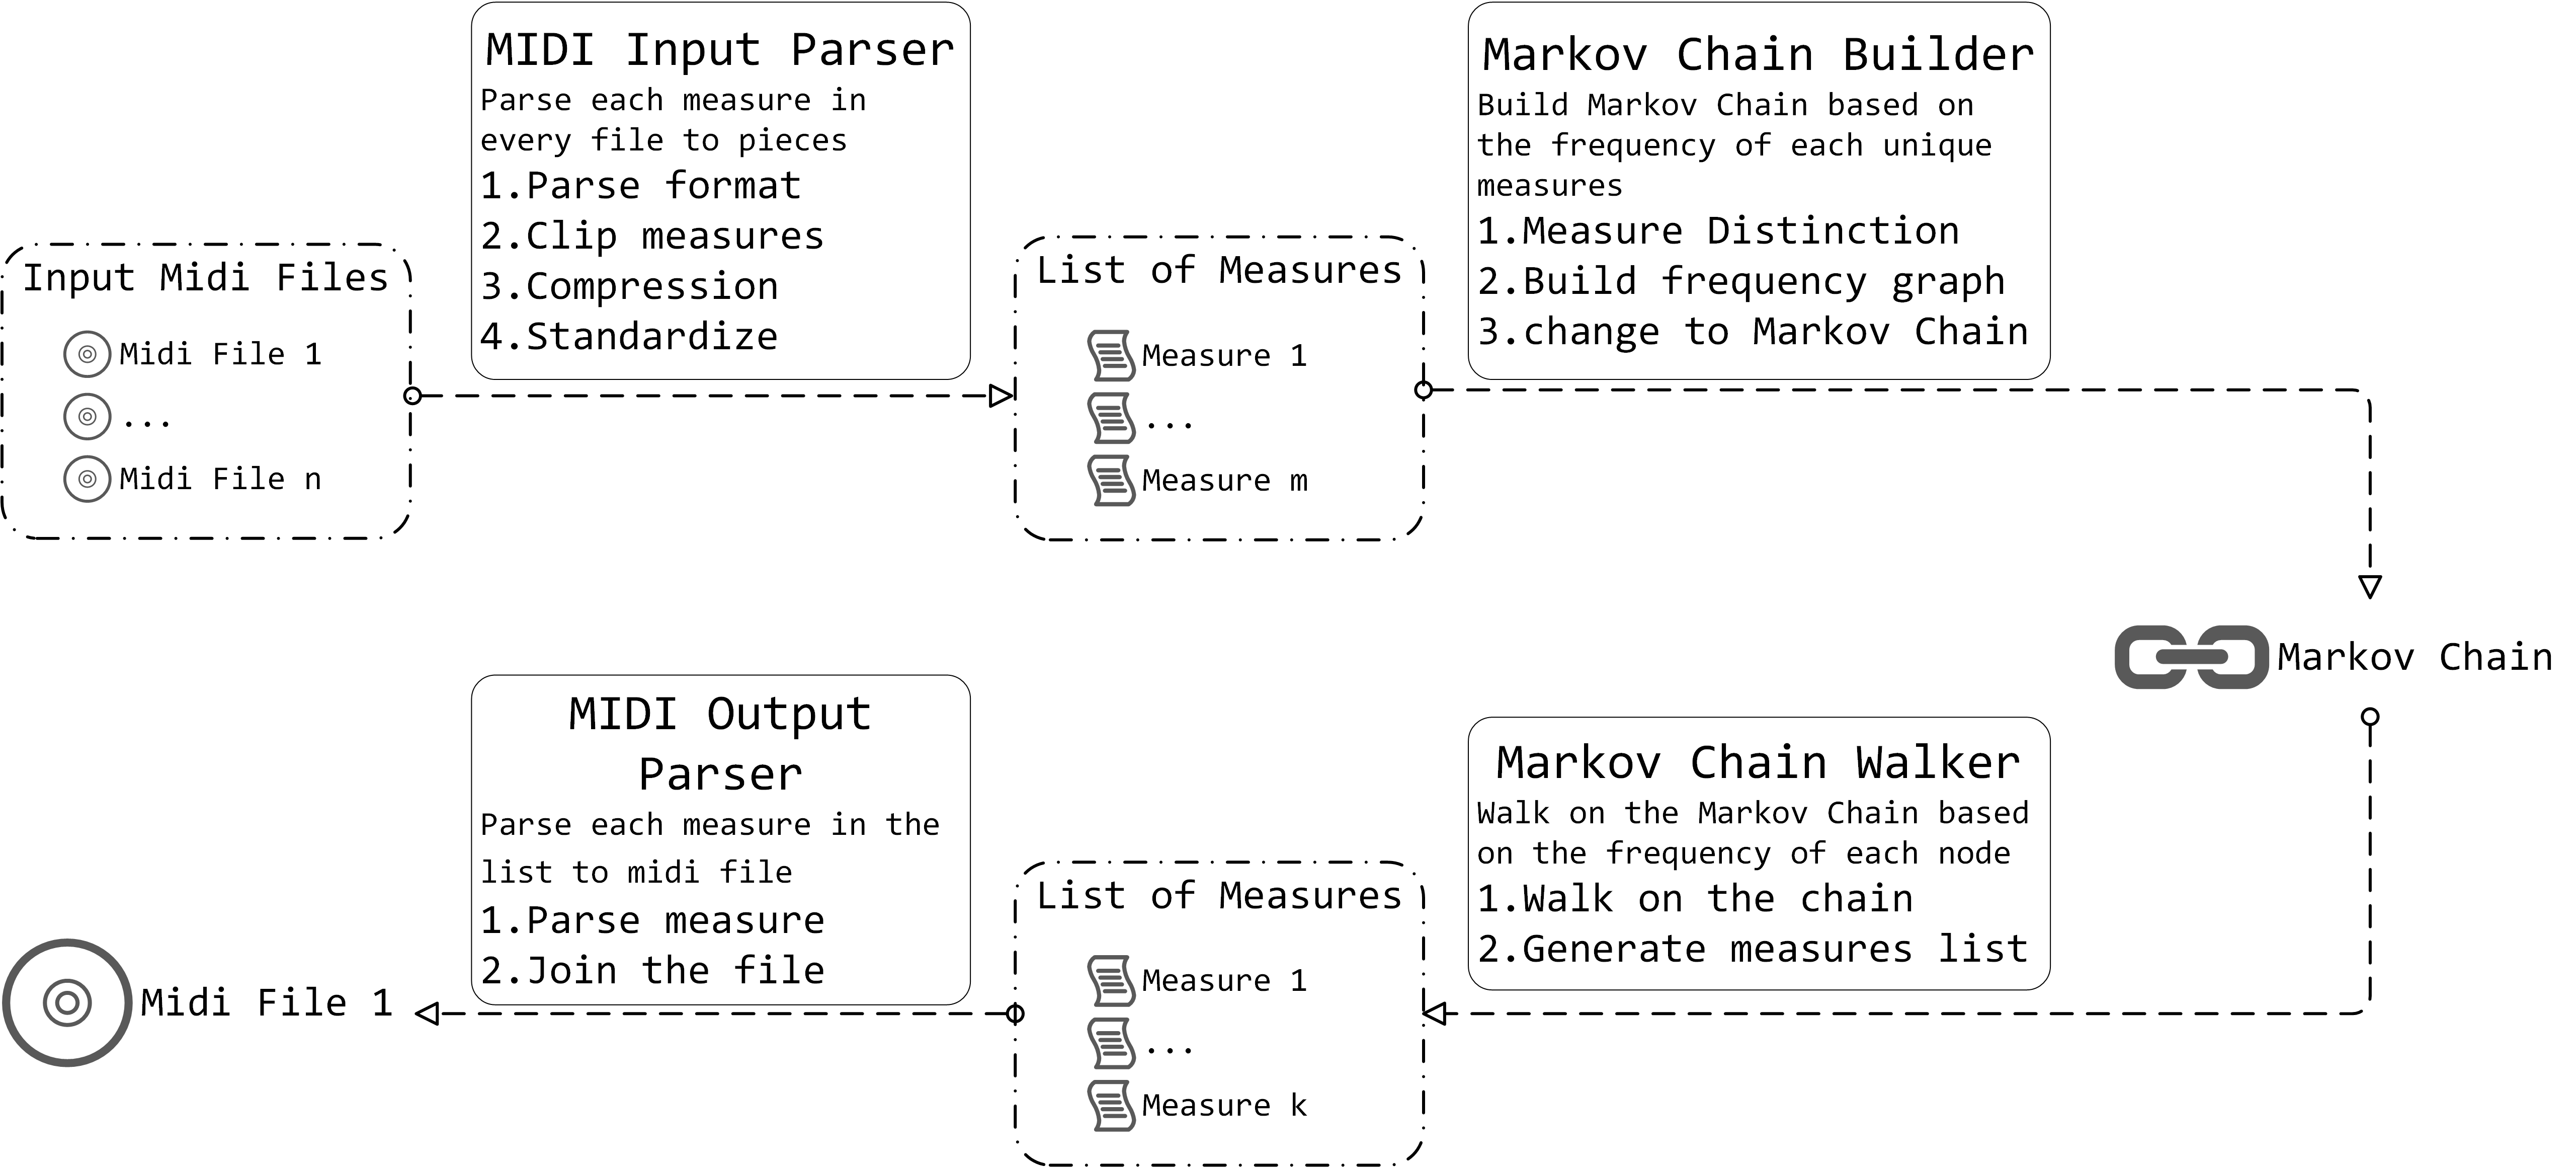 MIDI Input Parser
Parse each measure in
every file to pieces
1.Parse format
2.Clip measures
3.Compression
4.Standardize
Markov Chain Builder
Build Markov Chain based on
the frequency of each unique
measures
1.Measure Distinction
2.Build frequency graph
3.change to Markov Chain
Input Midi Files
Midi File 1
...
Midi File n
List of Measures
Measure 1
...
Measure m
Markov Chain
MIDI Output
Parser
Parse each measure in the
list to midi file
1.Parse measure
2.Join the file
Markov Chain Walker
Walk on the Markov Chain based
on the frequency of each node
1.Walk on the chain
2.Generate measures list
List of Measures
Measure 1
...
Measure k
Midi File 1